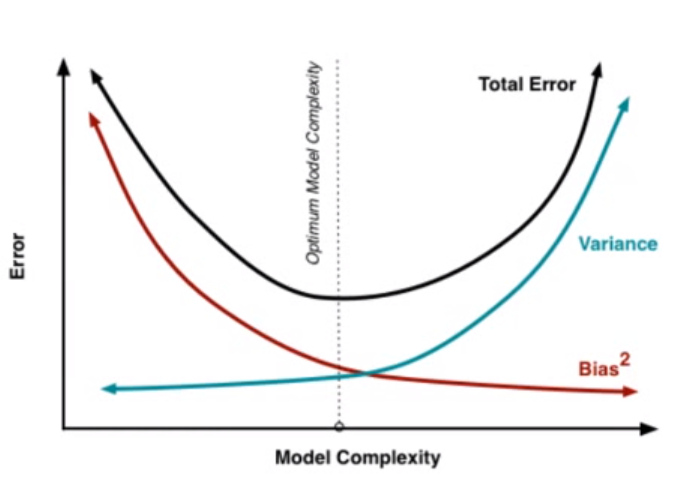 Total Error
Optimum Model Complexity
Variance
Error
Bias2
Model Complexity